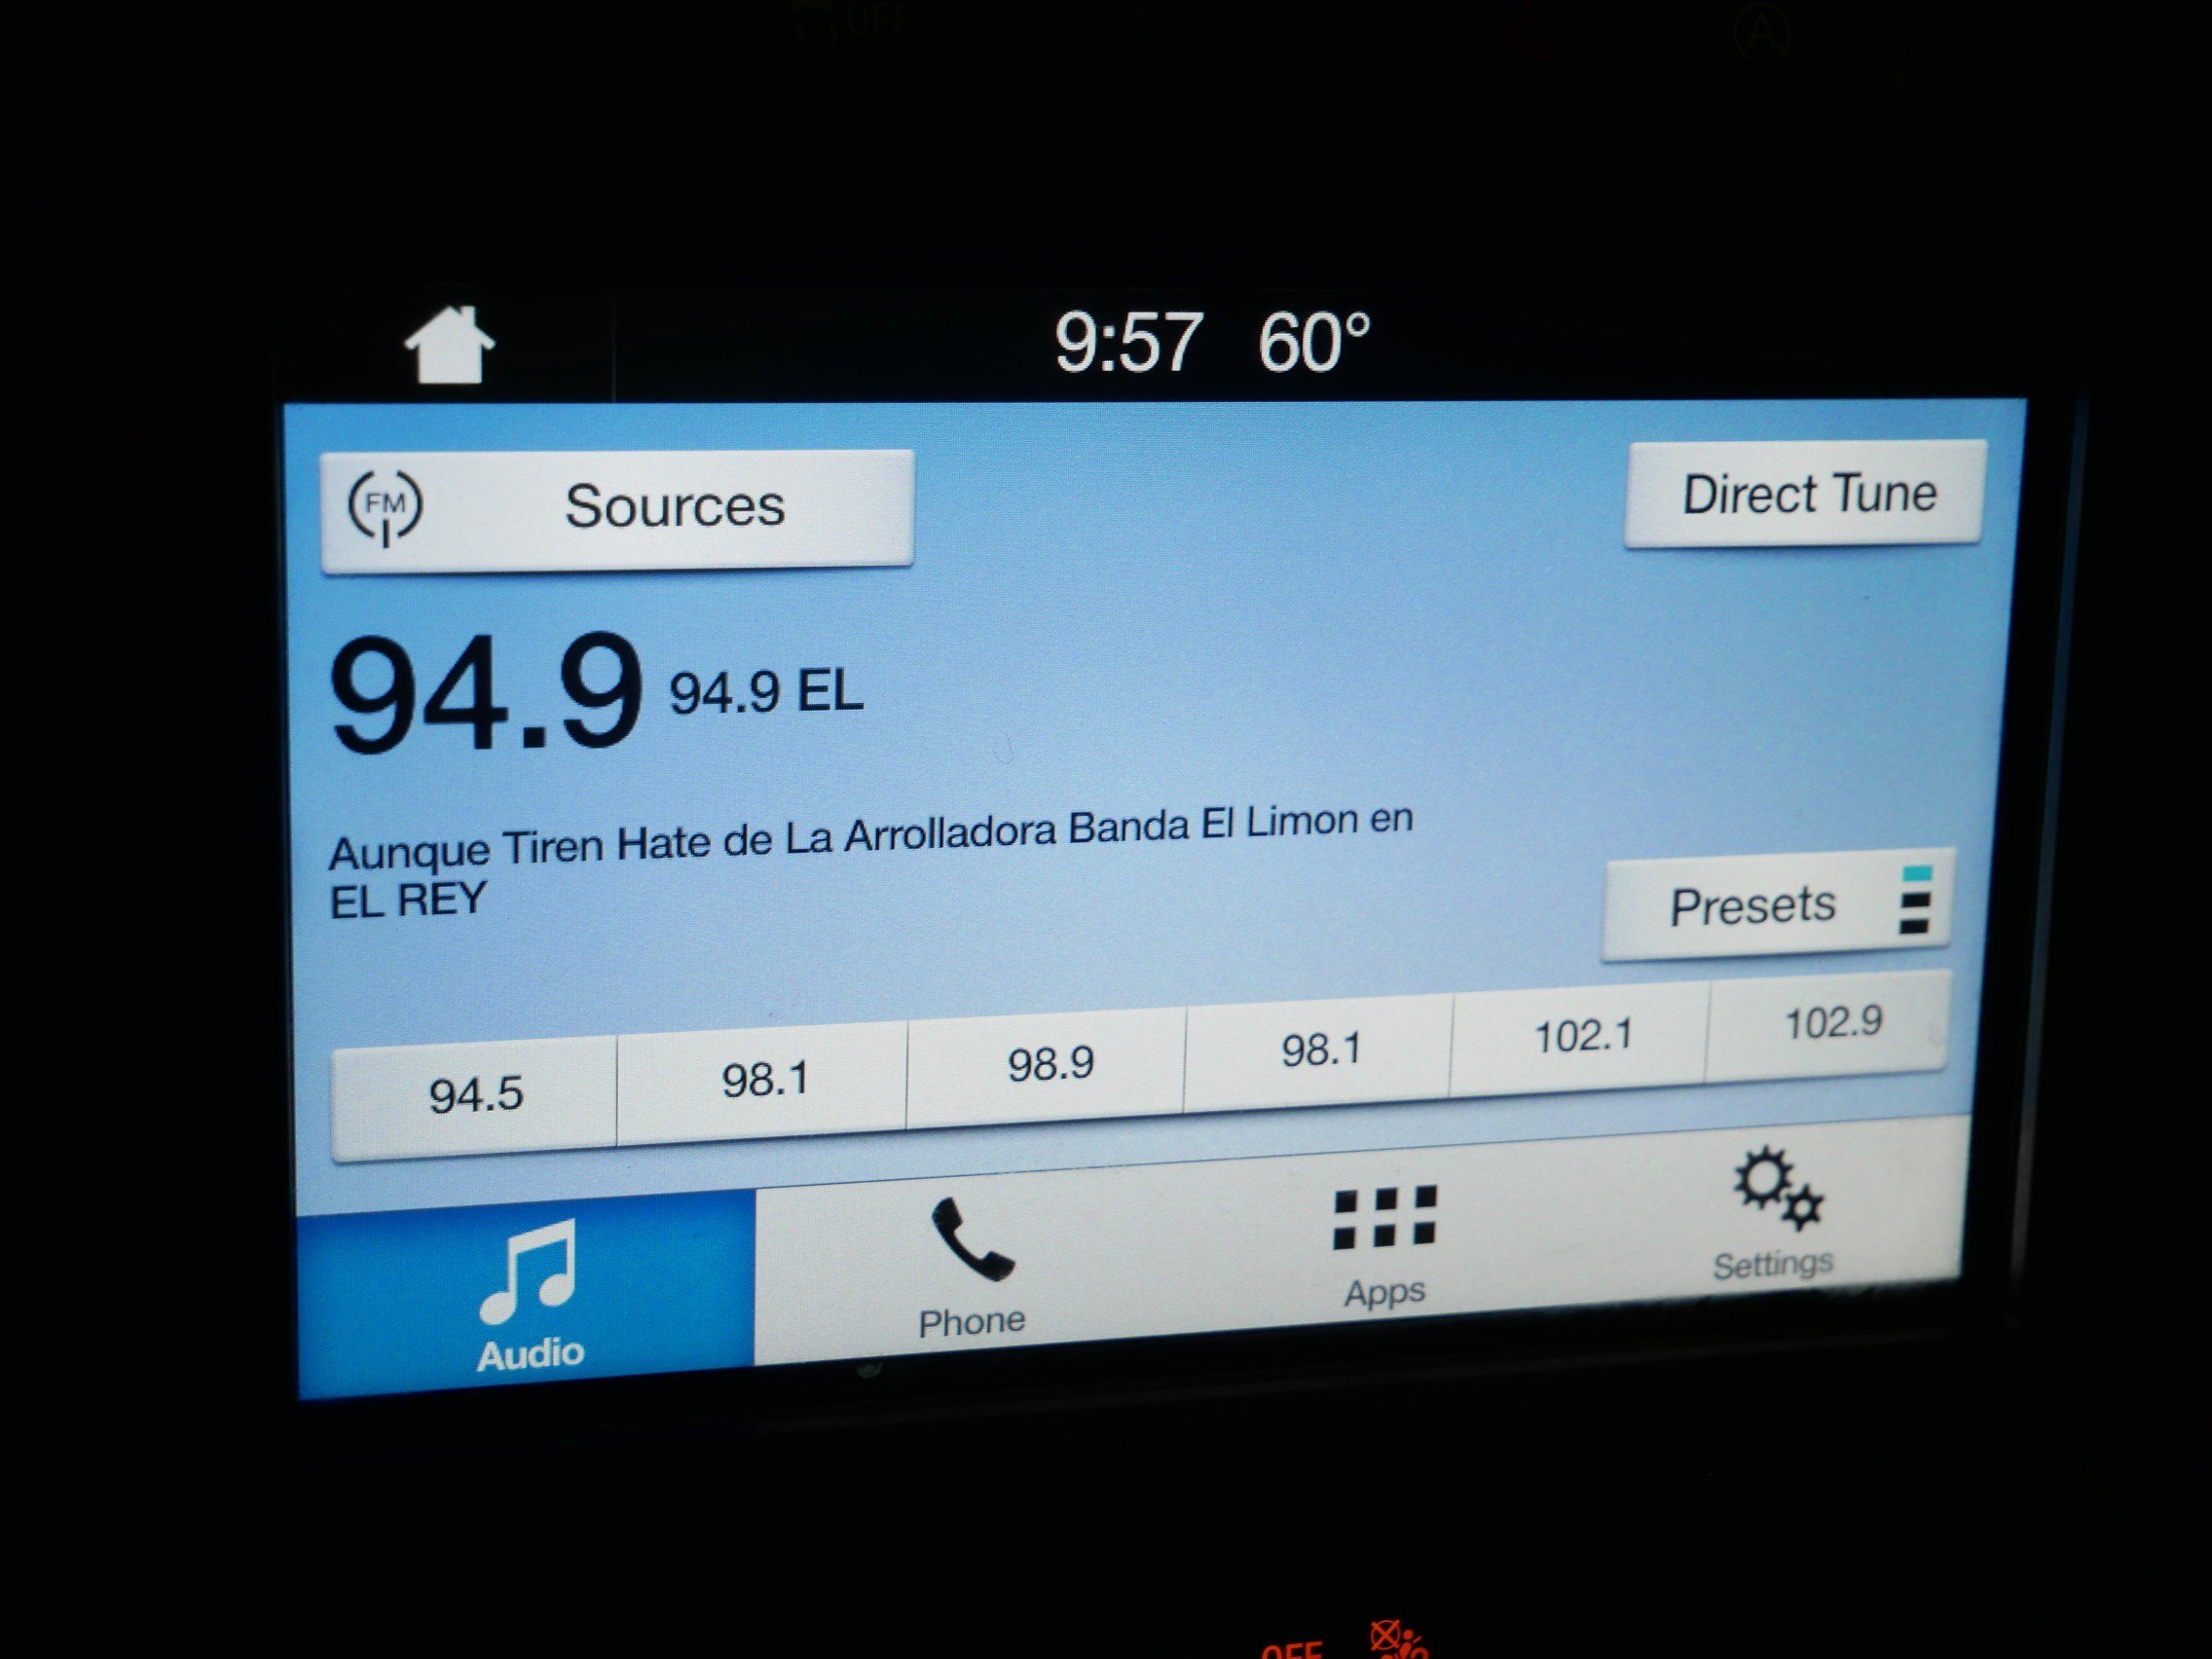 OFF
A
9:57 60°
FM Sources
Direct Tune
94.9 94.9 EL
Aunque Tiren Hate de La Arrolladora Banda El Limon en
EL REY
Presets
94.5 98.1 98.9 98.1 102.1 102.9
Audio Phone Apps Settings
OFF